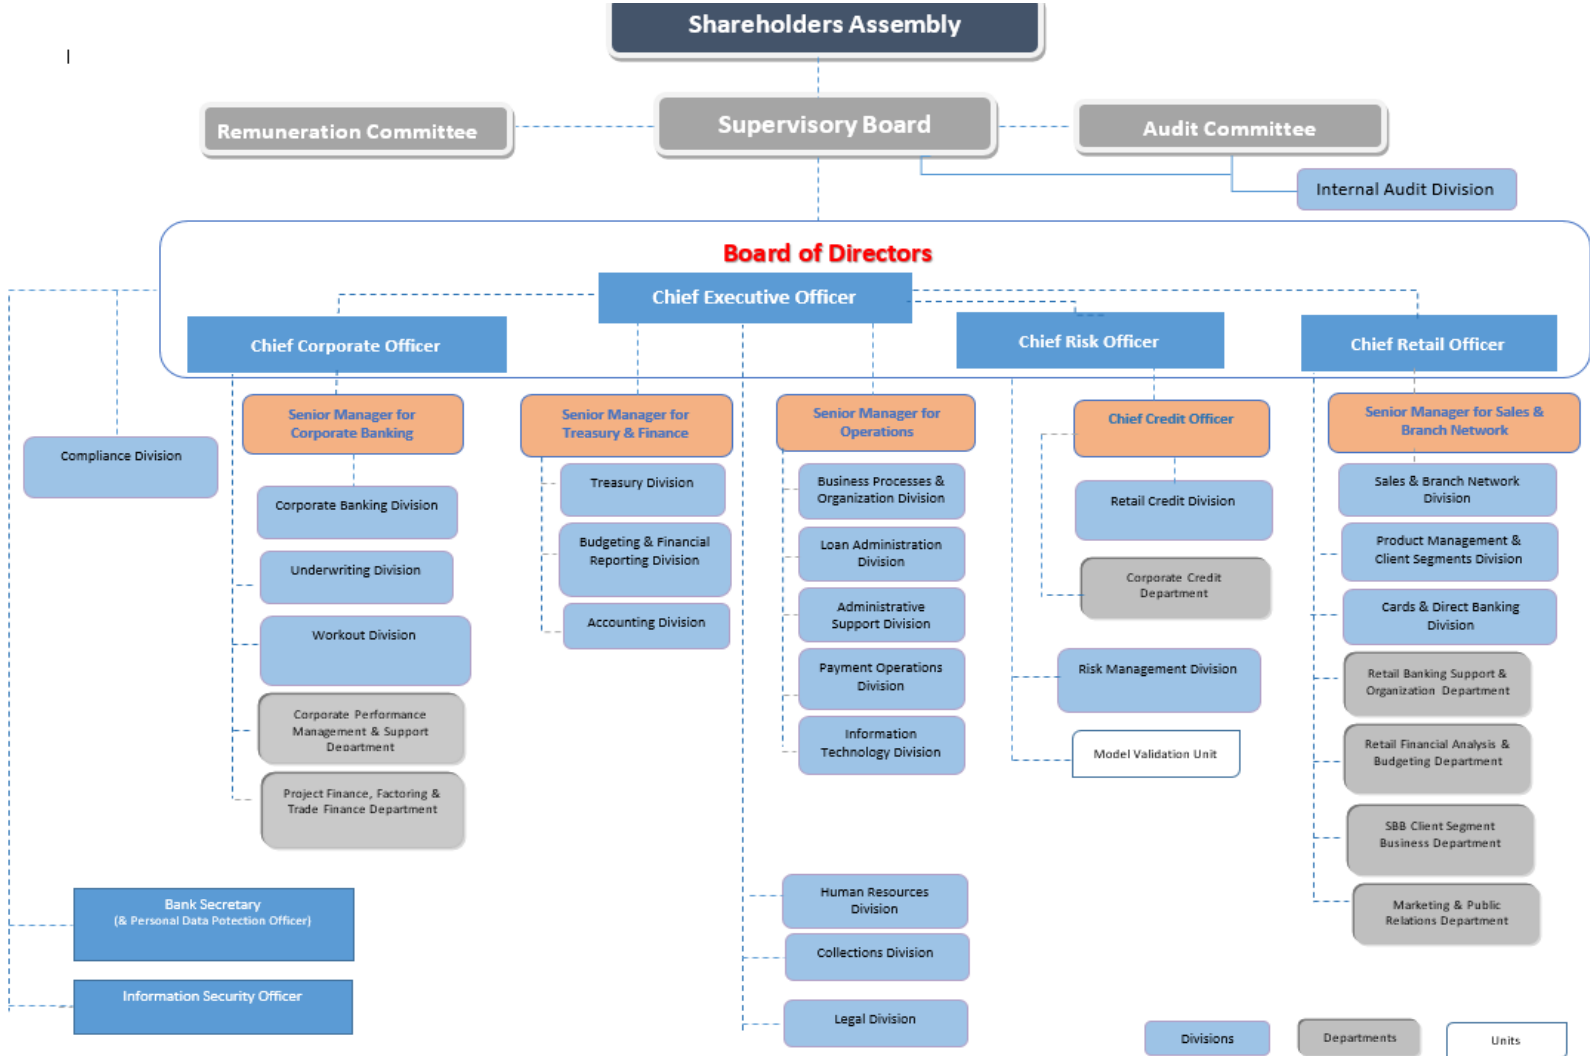 Shareholders Assembly
Remuneration Committee
Supervisory Board
Audit Committee
Internal Audit Division
Board of Directors
Chief Executive Officer
Chief Corporate Officer
Chief Risk Officer
Chief Retail Officer
Senior Manager for
Corporate Banking
Senior Manager for
Treasury & Finance
Senior Manager for
Operations
Chief Credit Officer
Senior Manager for Sales &
Branch Network
Compliance Division
Corporate Banking Division
Underwriting Division
Workout Division
Corporate Performance
Management & Support
Department
Project Finance, Factoring &
Trade Finance Department
Treasury Division
Budgeting & Financial
Reporting Division
Accounting Division
Business Processes &
Organization Division
Loan Administration
Division
Administrative
Support Division
Payment Operations
Division
Information
Technology Division
Retail Credit Division
Corporate Credit
Department
Risk Management Division
Model Validation Unit
Sales & Branch Network
Division
Product Management &
Client Segments Division
Cards & Direct Banking
Division
Retail Banking Support &
Organization Department
Retail Financial Analysis &
Budgeting Department
SBB Client Segment
Business Department
Marketing & Public
Relations Department
Human Resources
Division
Collections Division
Legal Division
Bank Secretary
(& Personal Data Potection Officer)
Information Security Officer
Divisions
Departments
Units